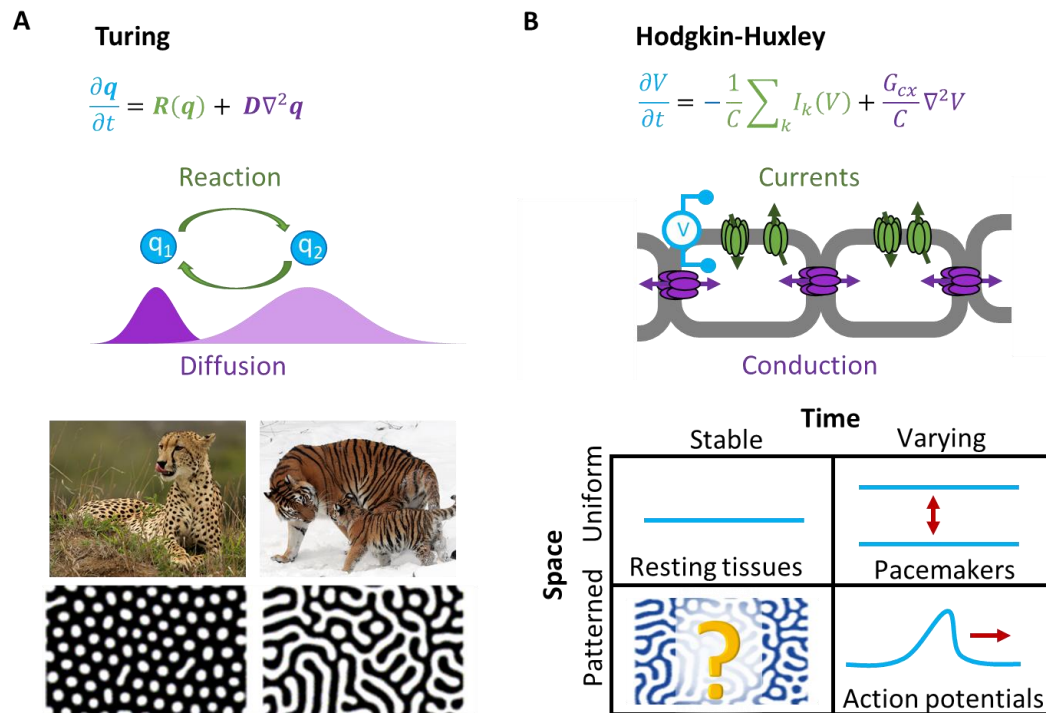 A
Turing
∂q/∂t = R(q) + D∇²q
Reaction
q₁
q₂
Diffusion
B
Hodgkin-Huxley
∂V/∂t = − 1/C ∑ₖ Iₖ(V) + G_cx/C ∇²V
Currents
V
Conduction
Time
Stable
Varying
Space
Uniform
Resting tissues
Pacemakers
Patterned
?
Action potentials